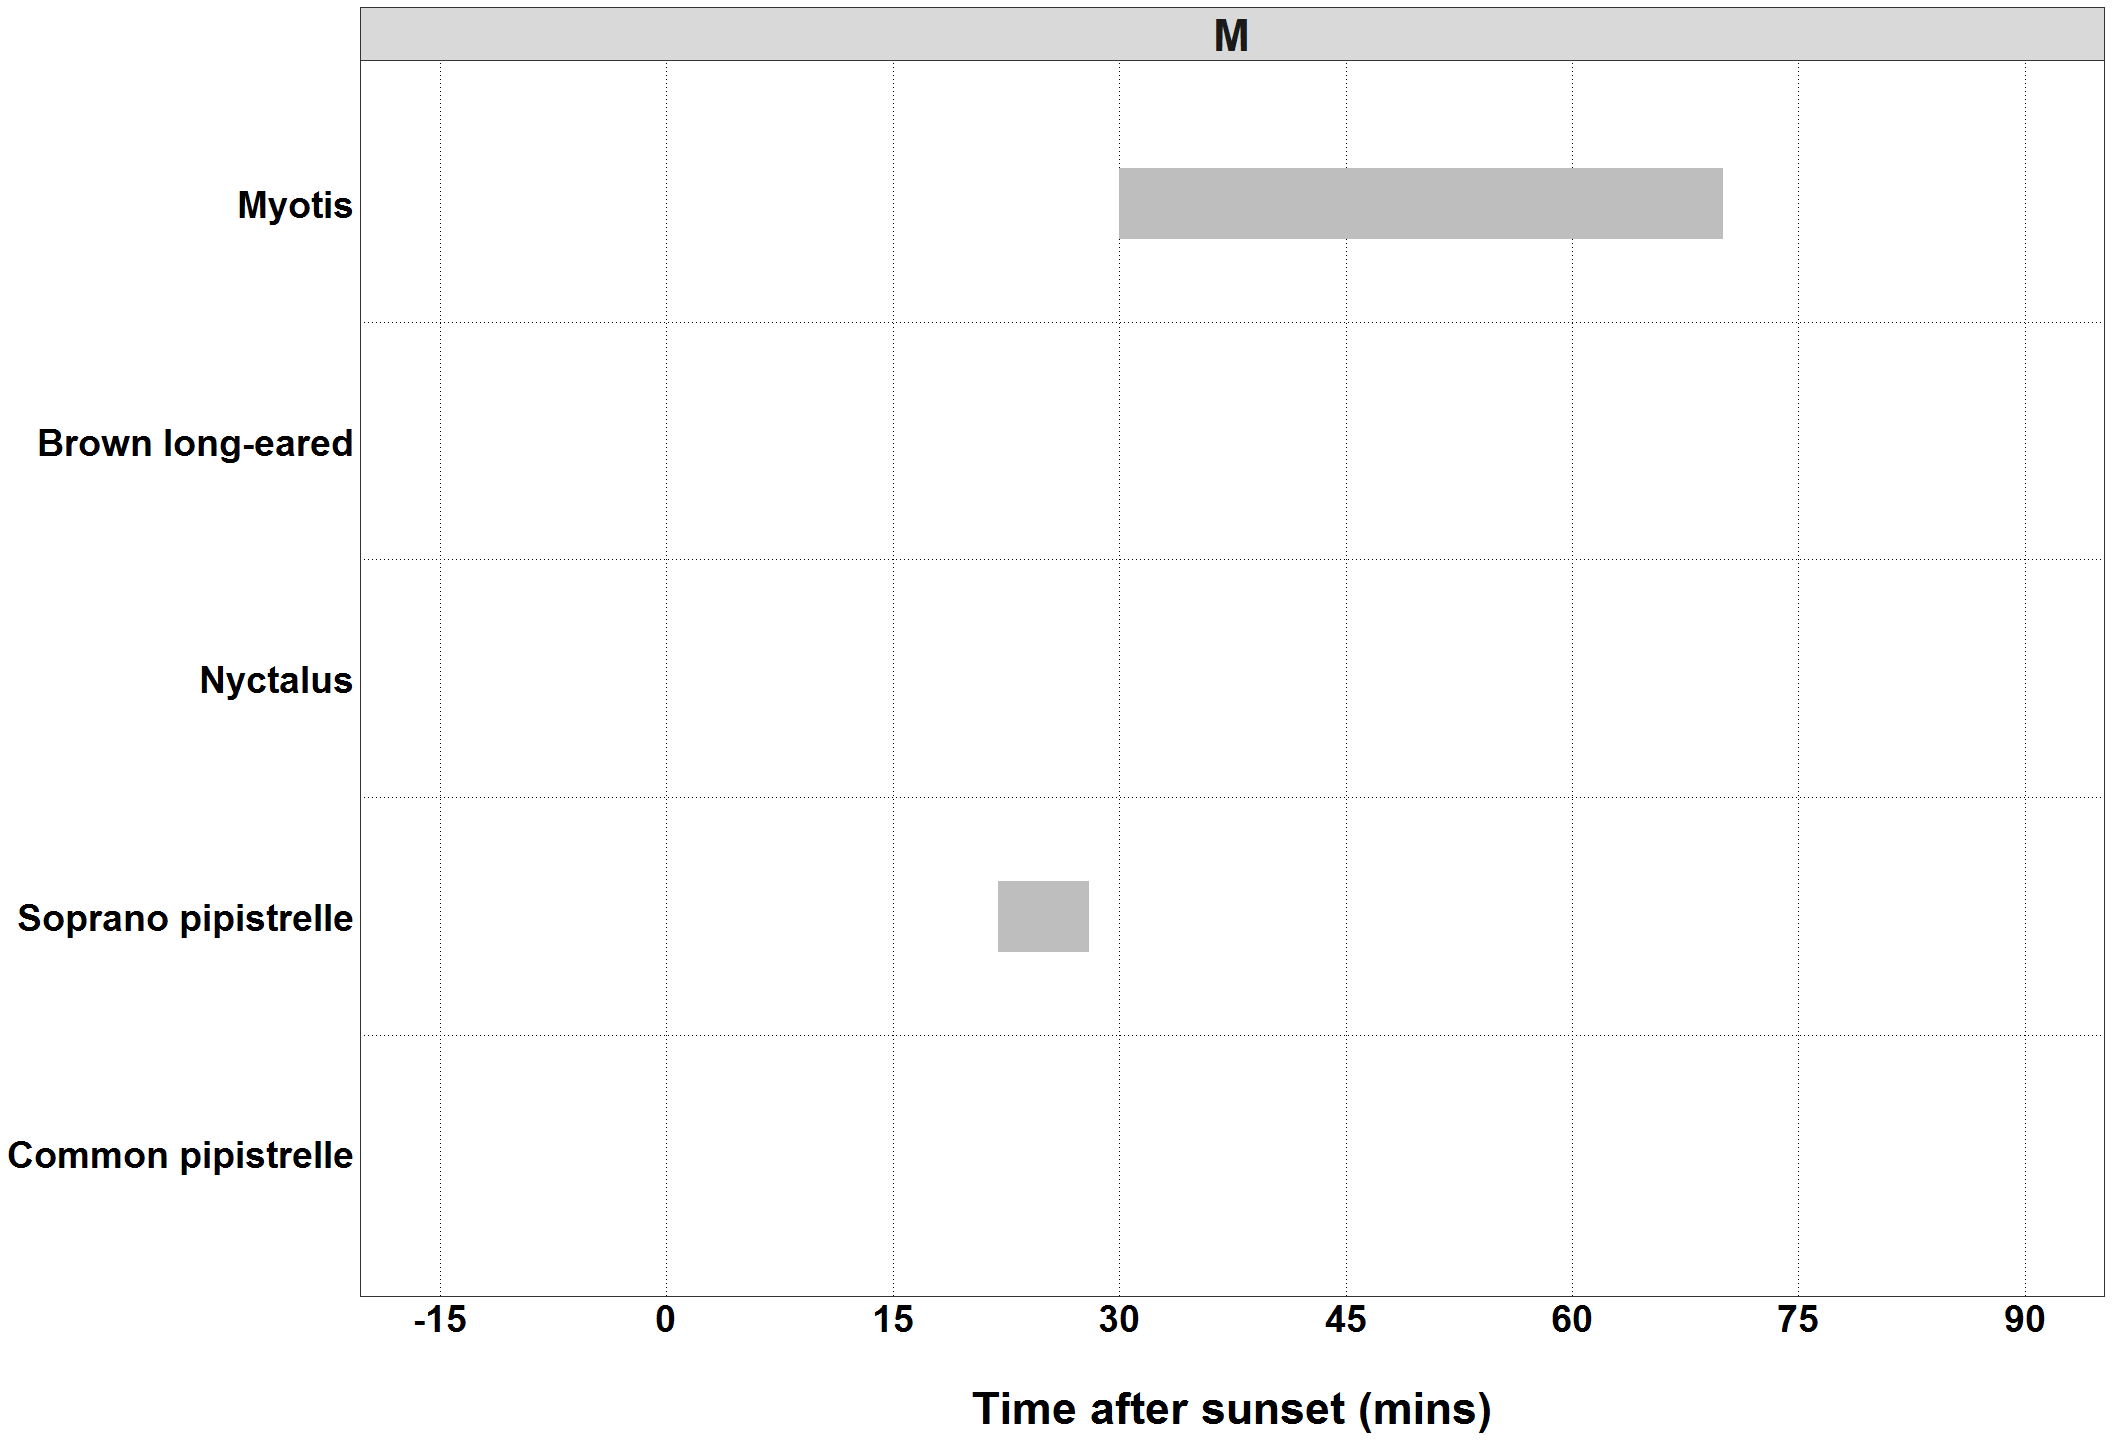 M
Myotis
Brown long-eared
Nyctalus
Soprano pipistrelle
Common pipistrelle
-15 0 15 30 45 60 75 90
Time after sunset (mins)